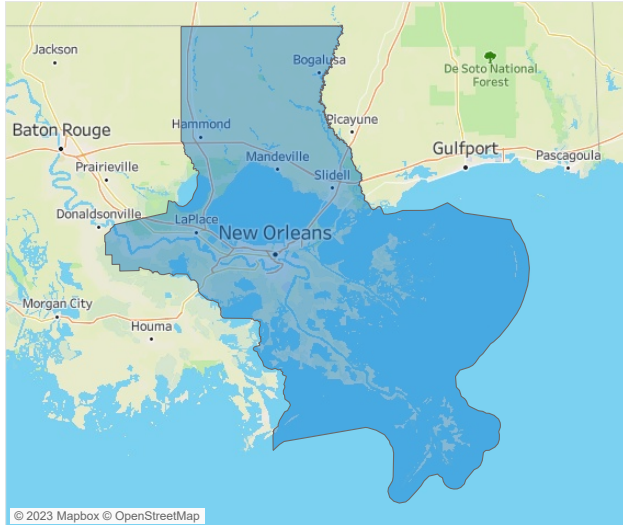 Jackson
Bogalusa
De Soto National
Forest
Hammond
Picayune
Baton Rouge
Gulfport
Mandeville
Pascagoula
Prairieville
Slidell
Donaldsonville
LaPlace
New Orleans
Morgan City
Houma
© 2023 Mapbox © OpenStreetMap